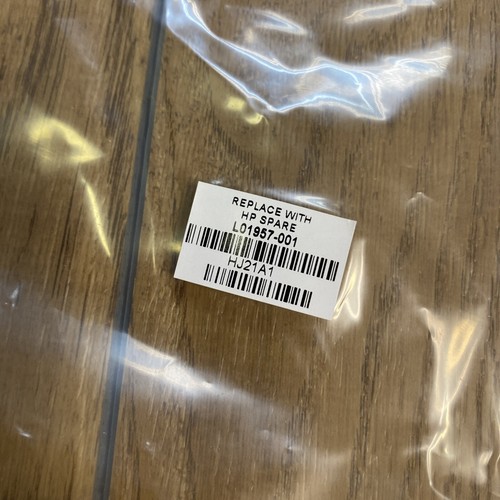 REPLACE WITH
HP SPARE
L01957-001
HJ21A1